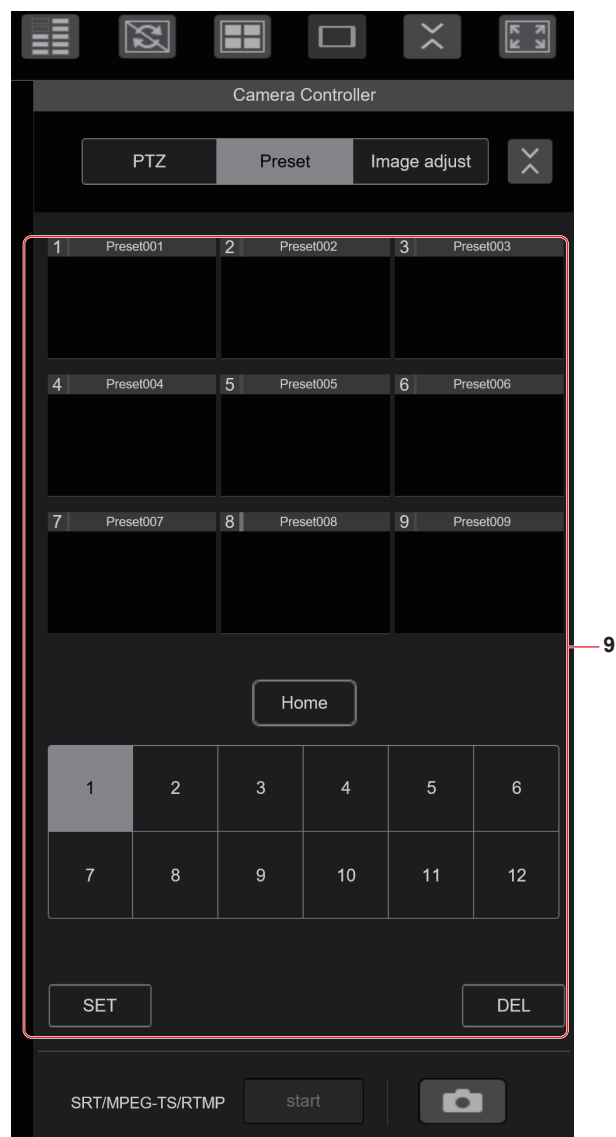 Camera Controller
PTZ Preset Image adjust
1 Preset001 2 Preset002 3 Preset003
4 Preset004 5 Preset005 6 Preset006
7 Preset007 8 Preset008 9 Preset009
9
Home
1 2 3 4 5 6
7 8 9 10 11 12
SET DEL
SRT/MPEG-TS/RTMP start